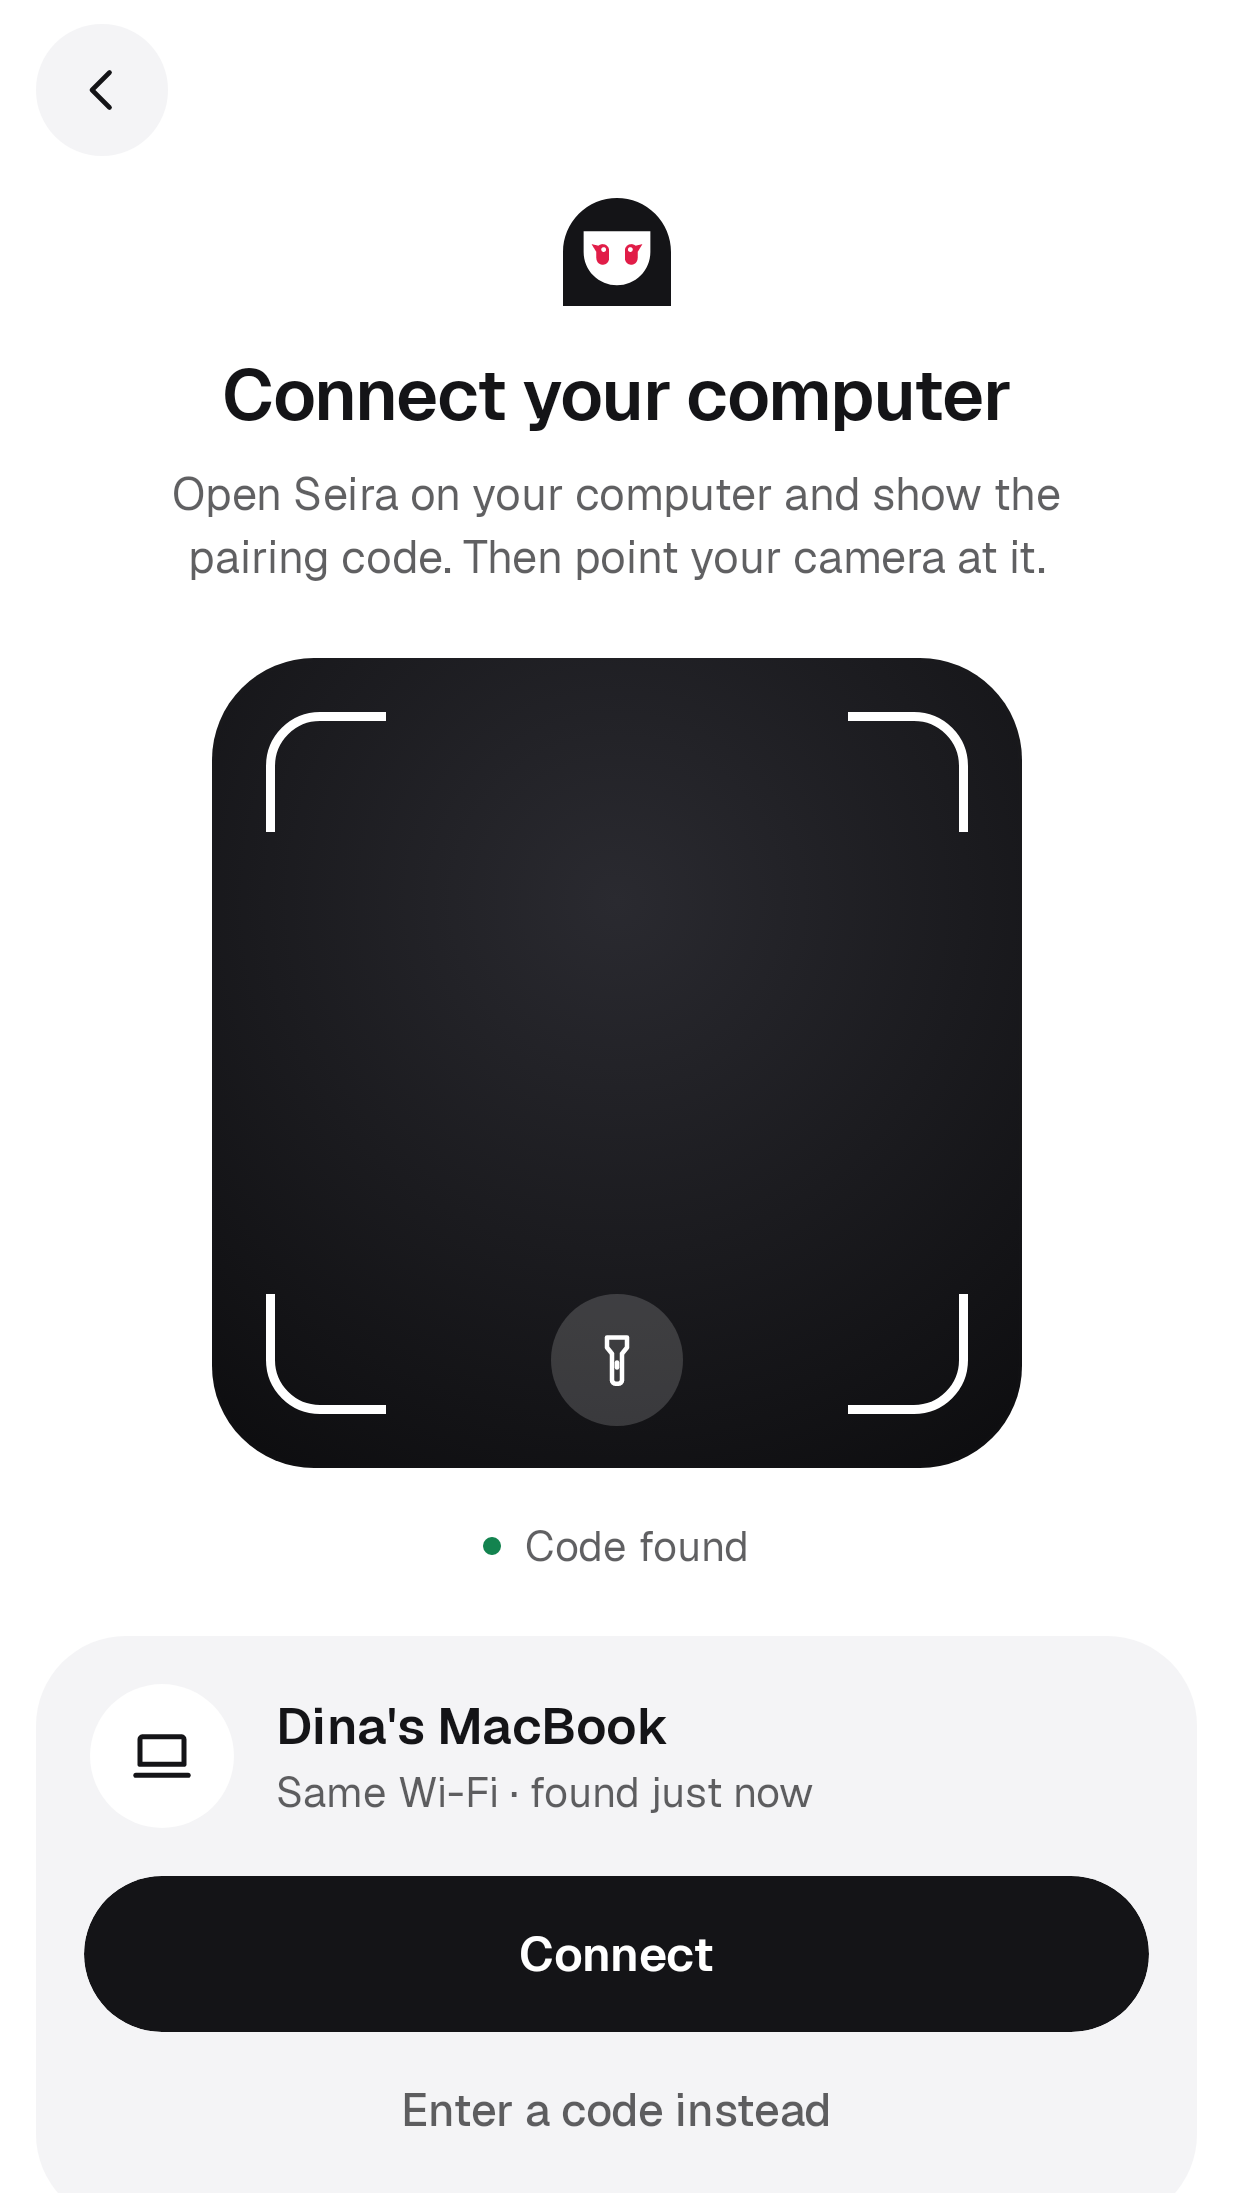 Connect your computer
Open Seira on your computer and show the
pairing code. Then point your camera at it.
Code found
Dina's MacBook
Same Wi-Fi · found just now
Connect
Enter a code instead